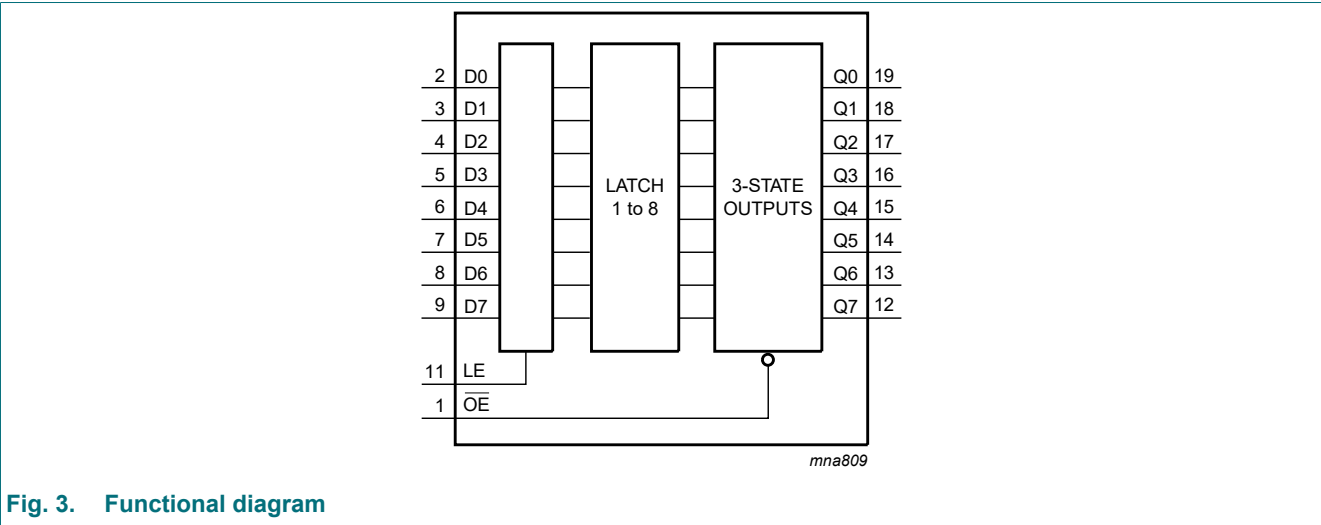 2 D0 Q0 19
3 D1 Q1 18
4 D2 Q2 17
5 D3 Q3 16
LATCH 3-STATE
1 to 8 OUTPUTS
6 D4 Q4 15
7 D5 Q5 14
8 D6 Q6 13
9 D7 Q7 12
11 LE
1 O̅E̅
mna809
Fig. 3. Functional diagram